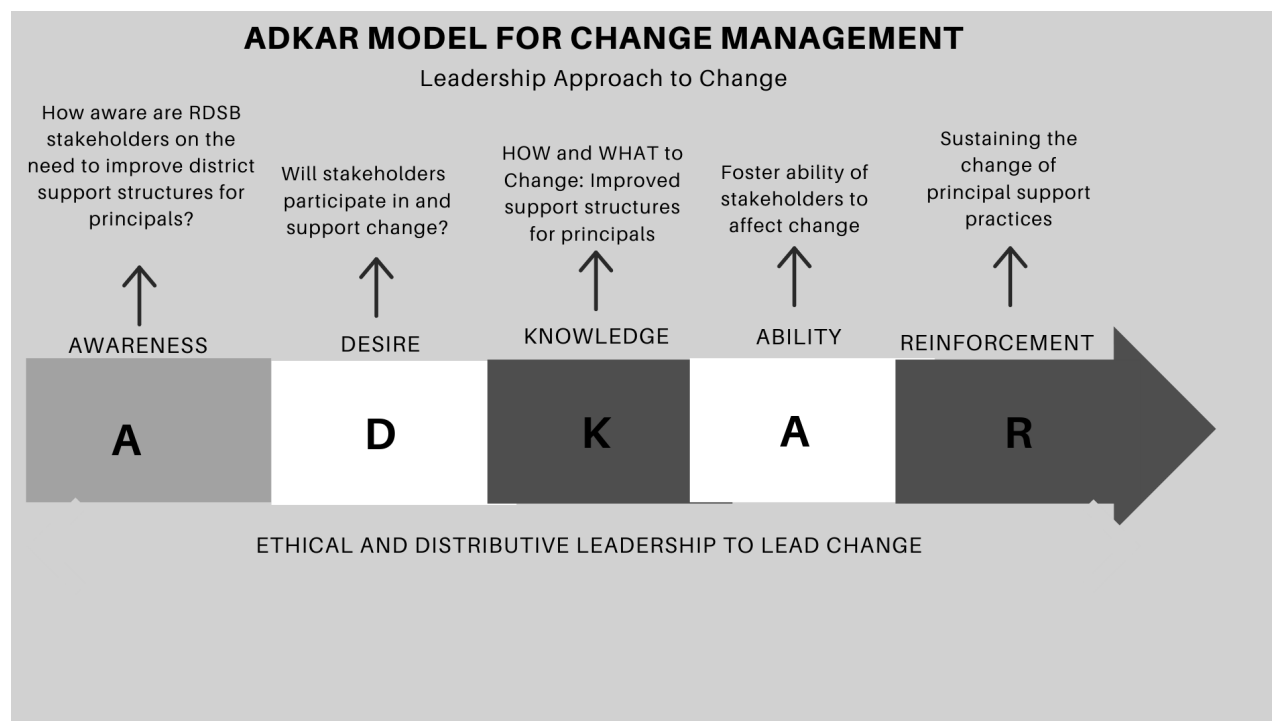 ADKAR MODEL FOR CHANGE MANAGEMENT
Leadership Approach to Change
How aware are RDSB
stakeholders on the
need to improve district
support structures for
principals?
Will stakeholders
participate in and
support change?
HOW and WHAT to
Change: Improved
support structures
for principals
Foster ability of
stakeholders to
affect change
Sustaining the
change of
principal support
practices
AWARENESS
DESIRE
KNOWLEDGE
ABILITY
REINFORCEMENT
A
D
K
A
R
ETHICAL AND DISTRIBUTIVE LEADERSHIP TO LEAD CHANGE